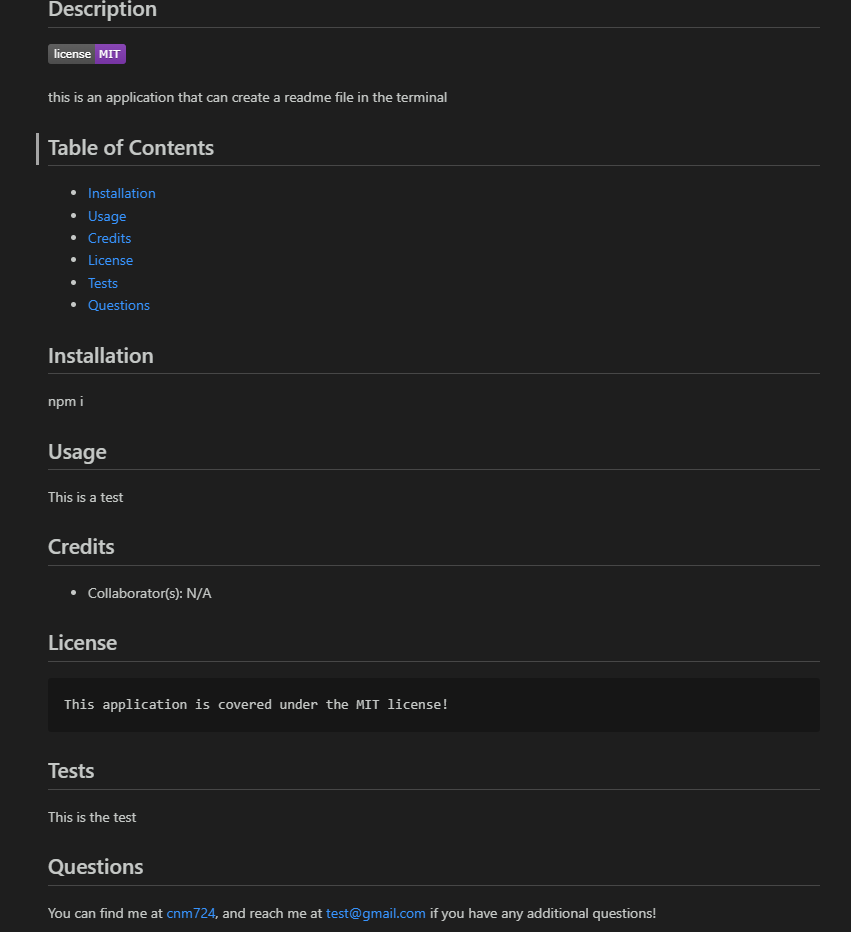 Description
license MIT
this is an application that can create a readme file in the terminal
Table of Contents
Installation
Usage
Credits
License
Tests
Questions
Installation
npm i
Usage
This is a test
Credits
Collaborator(s): N/A
License
This application is covered under the MIT license!
Tests
This is the test
Questions
You can find me at cnm724, and reach me at test@gmail.com if you have any additional questions!